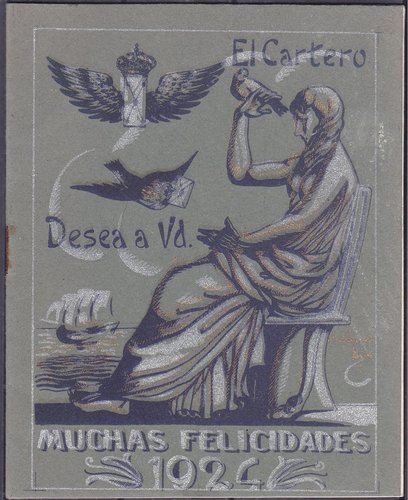 El Cartero
Desea a Vd.
MUCHAS FELICIDADES
1924